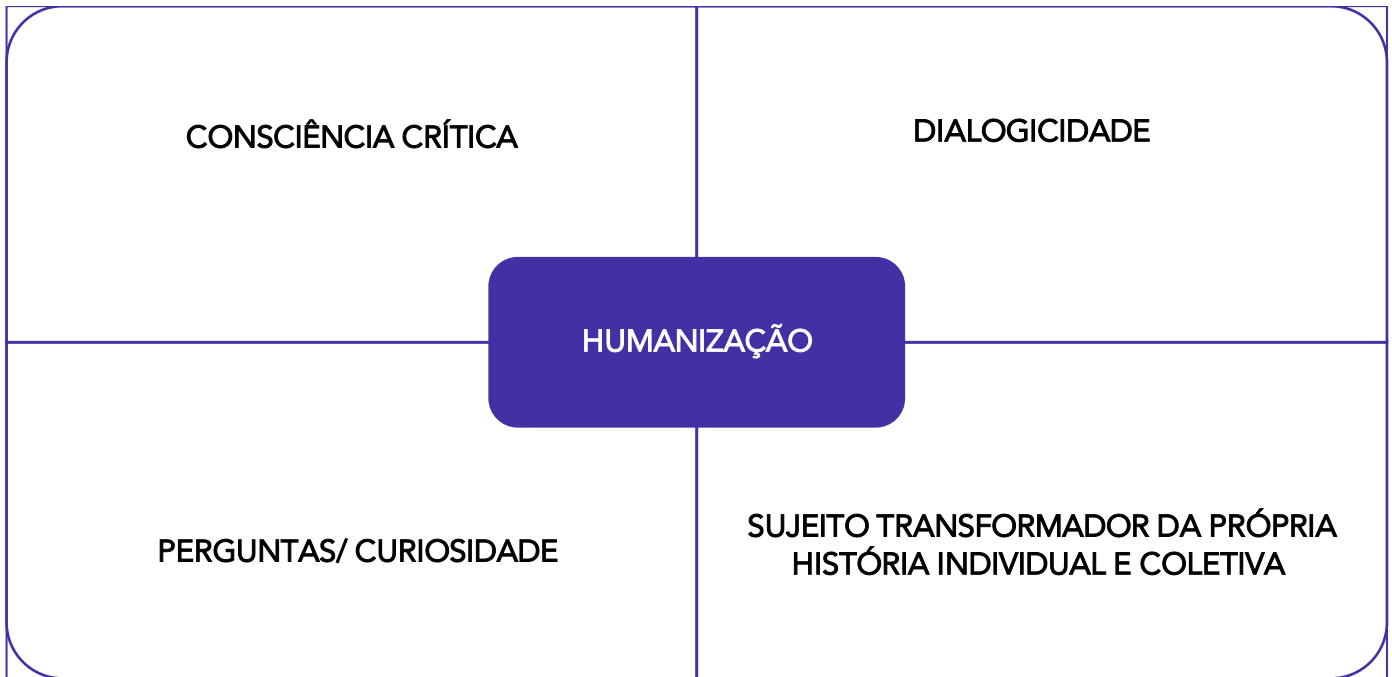 CONSCIÊNCIA CRÍTICA
DIALOGICIDADE
HUMANIZAÇÃO
PERGUNTAS/ CURIOSIDADE
SUJEITO TRANSFORMADOR DA PRÓPRIA
HISTÓRIA INDIVIDUAL E COLETIVA